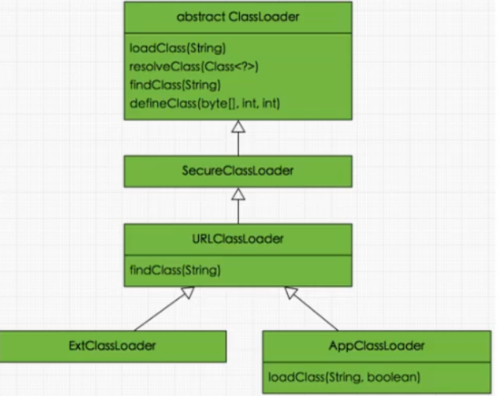 abstract ClassLoader
loadClass(String)
resolveClass(Class<?>)
findClass(String)
defineClass(byte[], int, int)
SecureClassLoader
URLClassLoader
findClass(String)
ExtClassLoader
AppClassLoader
loadClass(String, boolean)